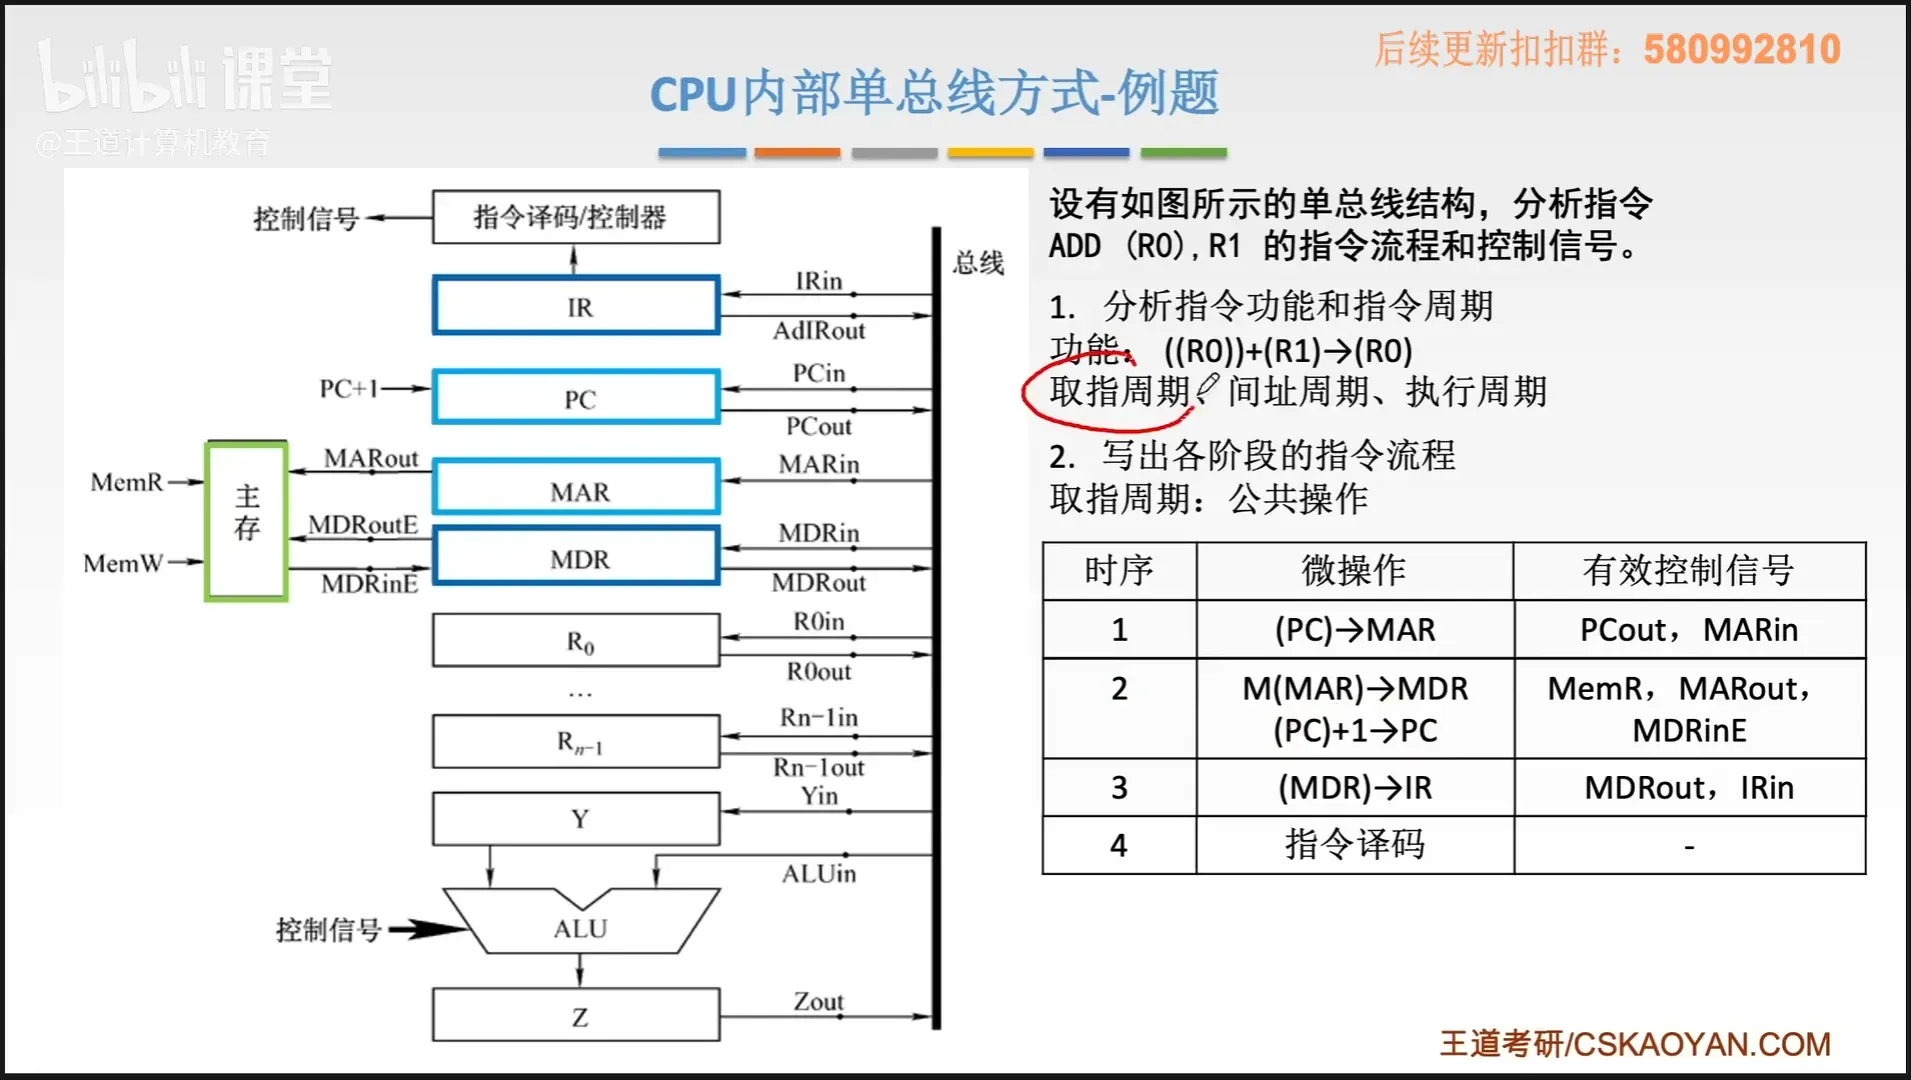 后续更新扣扣群：580992810
bilibili 课堂
@王道计算机教育
CPU内部单总线方式-例题
控制信号
指令译码/控制器
总线
IRin
IR
AdIRout
PC+1
PCin
PC
PCout
MemR
主存
MARout
MARin
MAR
MDRoutE
MDRin
MemW
MDR
MDRinE
MDRout
R0in
R0
R0out
…
Rn-1in
Rn-1
Rn-1out
Yin
Y
ALUin
控制信号
ALU
Zout
Z
设有如图所示的单总线结构，分析指令
ADD (R0),R1 的指令流程和控制信号。
1. 分析指令功能和指令周期
功能： ((R0))+(R1)→(R0)
取指周期、间址周期、执行周期
2. 写出各阶段的指令流程
取指周期：公共操作
时序 微操作 有效控制信号
1 (PC)→MAR PCout，MARin
2 M(MAR)→MDR MemR，MARout，
(PC)+1→PC MDRinE
3 (MDR)→IR MDRout，IRin
4 指令译码 -
王道考研/CSKAOYAN.COM